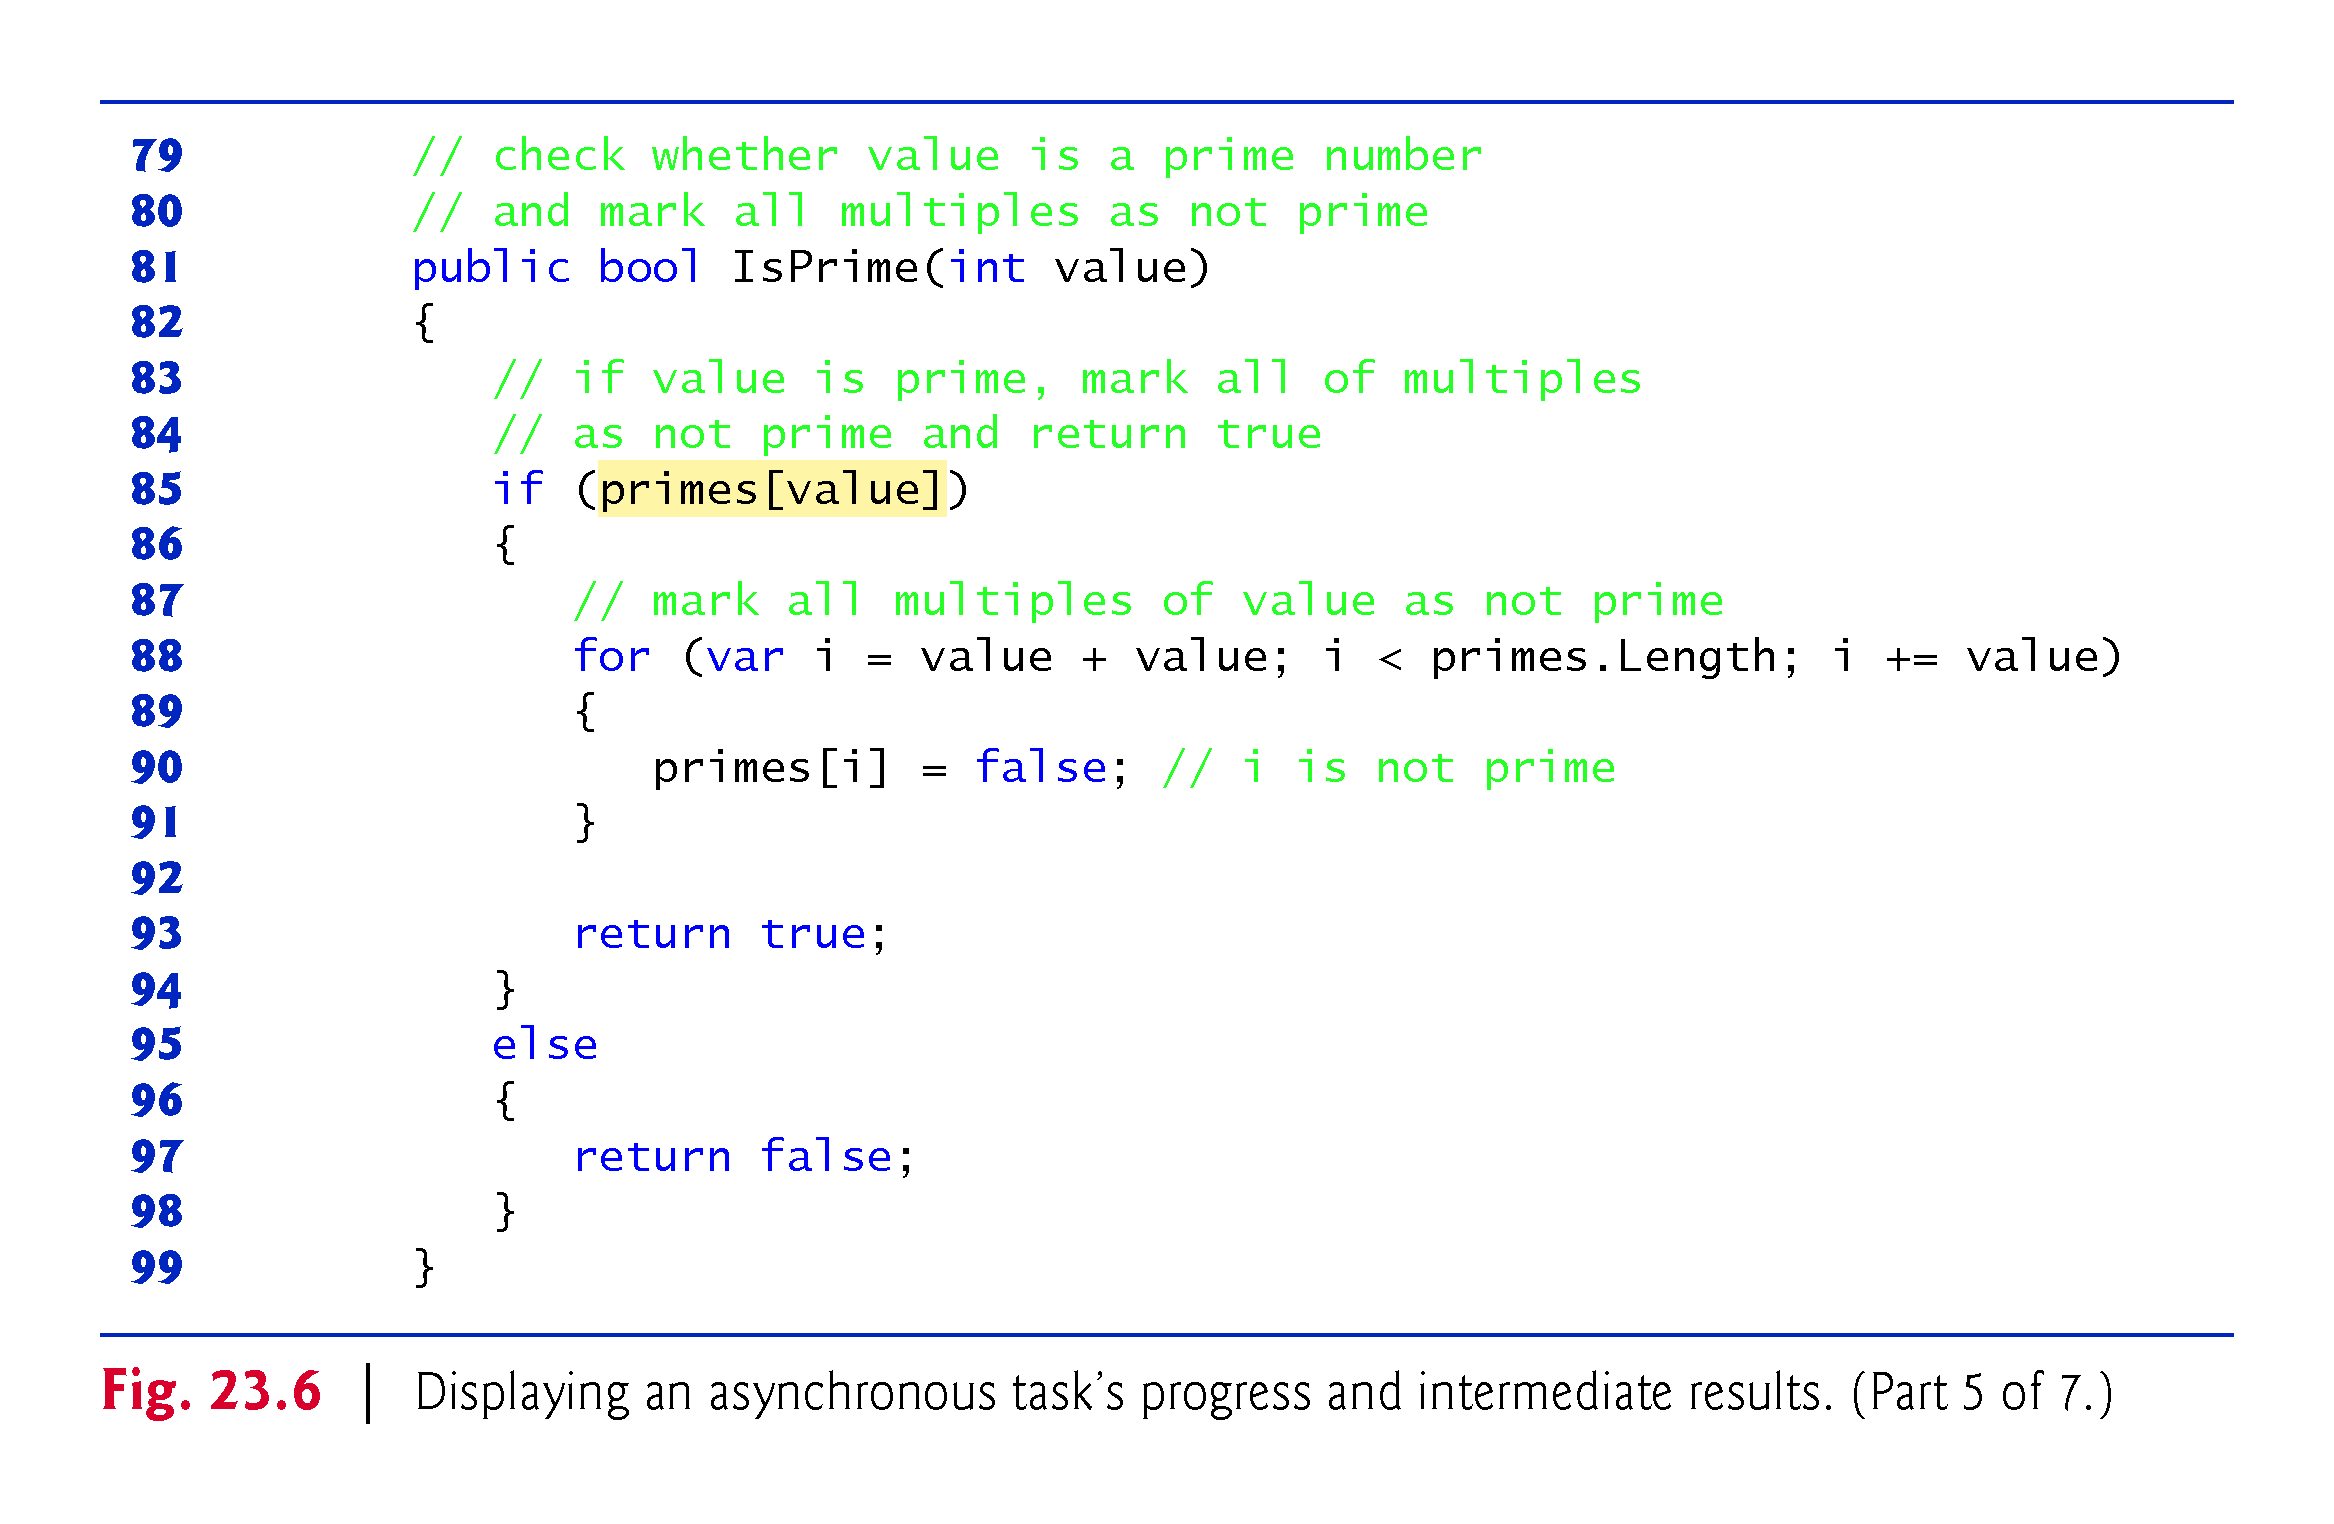 79 // check whether value is a prime number
80 // and mark all multiples as not prime
81 public bool IsPrime(int value)
82 {
83 // if value is prime, mark all of multiples
84 // as not prime and return true
85 if (primes[value])
86 {
87 // mark all multiples of value as not prime
88 for (var i = value + value; i < primes.Length; i += value)
89 {
90 primes[i] = false; // i is not prime
91 }
92
93 return true;
94 }
95 else
96 {
97 return false;
98 }
99 }
Fig. 23.6 | Displaying an asynchronous task’s progress and intermediate results. (Part 5 of 7.)